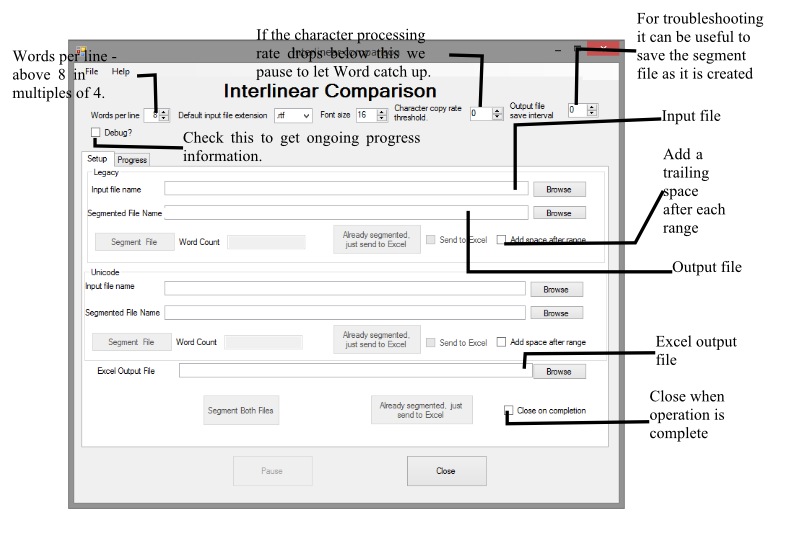 For troubleshooting
it can be useful to
save the segment
file as it is created
If the character processing
rate drops below this we
pause to let Word catch up.
Words per line -
above 8 in
multiples of 4.
Interlinear comparison
File Help
Interlinear Comparison
Words per line 8 Default input file extension .rtf Font size 16 Character copy rate threshold. 0 Output file save interval 0
Debug?
Check this to get ongoing progress
information.
Input file
Add a
trailing
space
after each
range
Setup Progress
Legacy
Input file name Browse
Segmented File Name Browse
Segment File Word Count Already segmented, just send to Excel Send to Excel Add space after range
Output file
Unicode
Input file name Browse
Segmented File Name Browse
Segment File Word Count Already segmented, just send to Excel Send to Excel Add space after range
Excel output
file
Excel Output File Browse
Close when
operation is
complete
Segment Both Files Already segmented, just send to Excel Close on completion
Pause Close